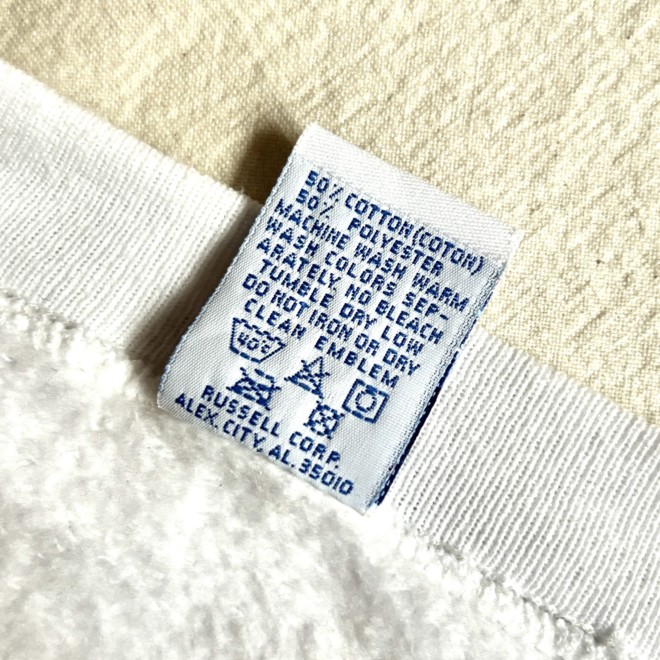 50% COTTON (COTON)
50% POLYESTER
MACHINE WASH WARM
WASH COLORS SEP-
ARATELY. NO BLEACH
TUMBLE DRY LOW
DO NOT IRON OR DRY
CLEAN EMBLEM
40°
RUSSELL CORP.
ALEX. CITY, AL. 35010